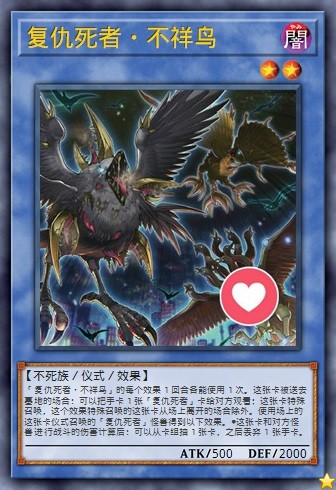 复仇死者·不祥鸟
闇
【不死族／仪式／效果】
「复仇死者·不祥鸟」的每个效果1回合各能使用1次。这张卡被送去
墓地的场合：可以把手卡1张「复仇死者」卡给对方观看；这张卡特殊
召唤，这个效果特殊召唤的这张卡从场上离开的场合除外。使用场上的
这张卡仪式召唤的「复仇死者」怪兽得到以下效果。●这张卡和对方怪
兽进行战斗的伤害计算后：可以从卡组抽1张卡，之后丢弃1张手卡。
ATK/500 DEF/2000